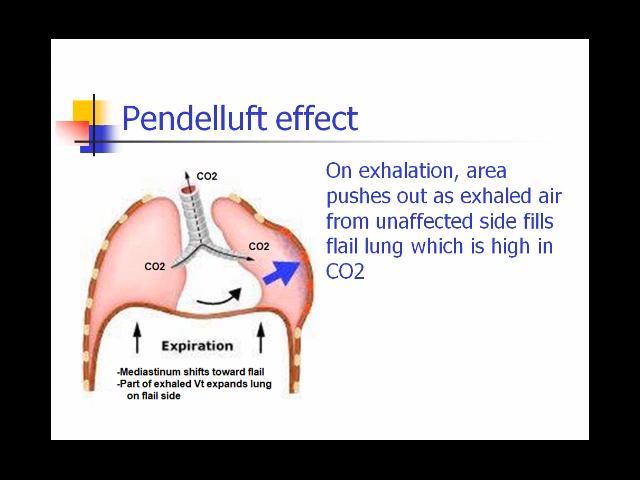 Pendelluft effect
On exhalation, area
pushes out as exhaled air
from unaffected side fills
flail lung which is high in
CO2
CO2
CO2
CO2
Expiration
-Mediastinum shifts toward flail
-Part of exhaled Vt expands lung
on flail side